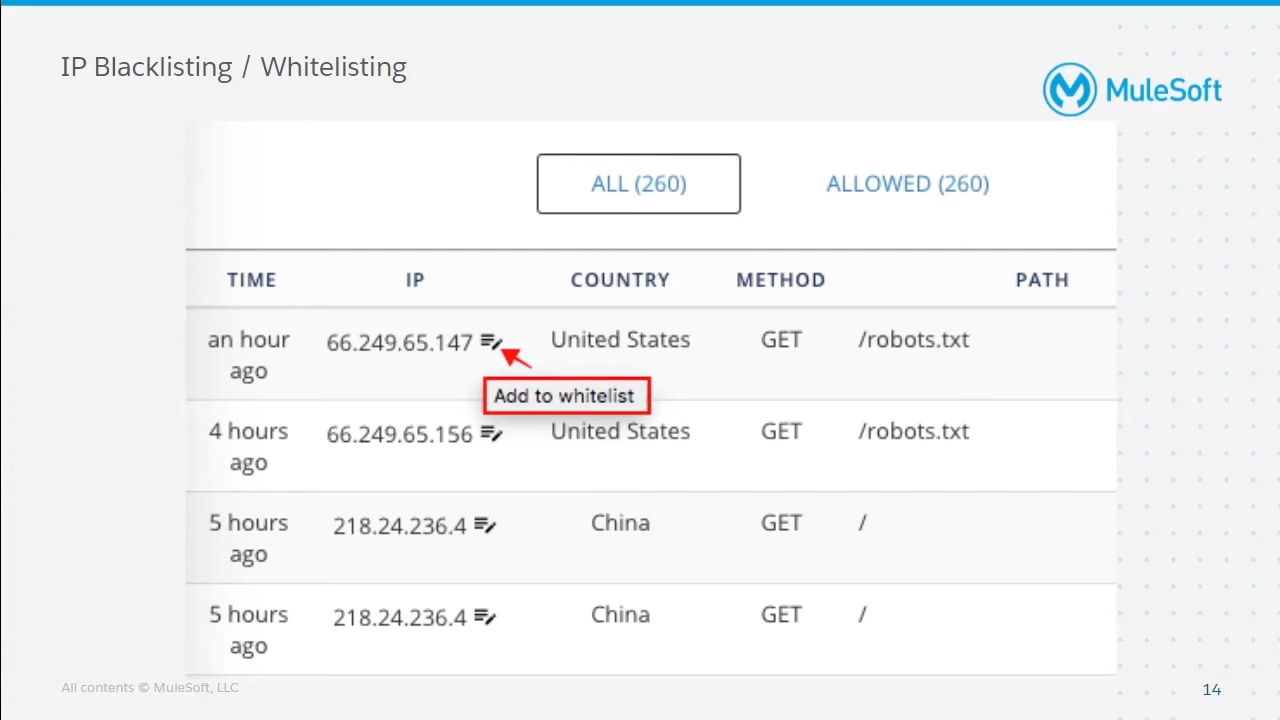 IP Blacklisting / Whitelisting
MuleSoft
ALL (260) ALLOWED (260)
TIME IP COUNTRY METHOD PATH
an hour ago 66.249.65.147 United States GET /robots.txt
Add to whitelist
4 hours ago 66.249.65.156 United States GET /robots.txt
5 hours ago 218.24.236.4 China GET /
5 hours ago 218.24.236.4 China GET /
All contents © MuleSoft, LLC
14